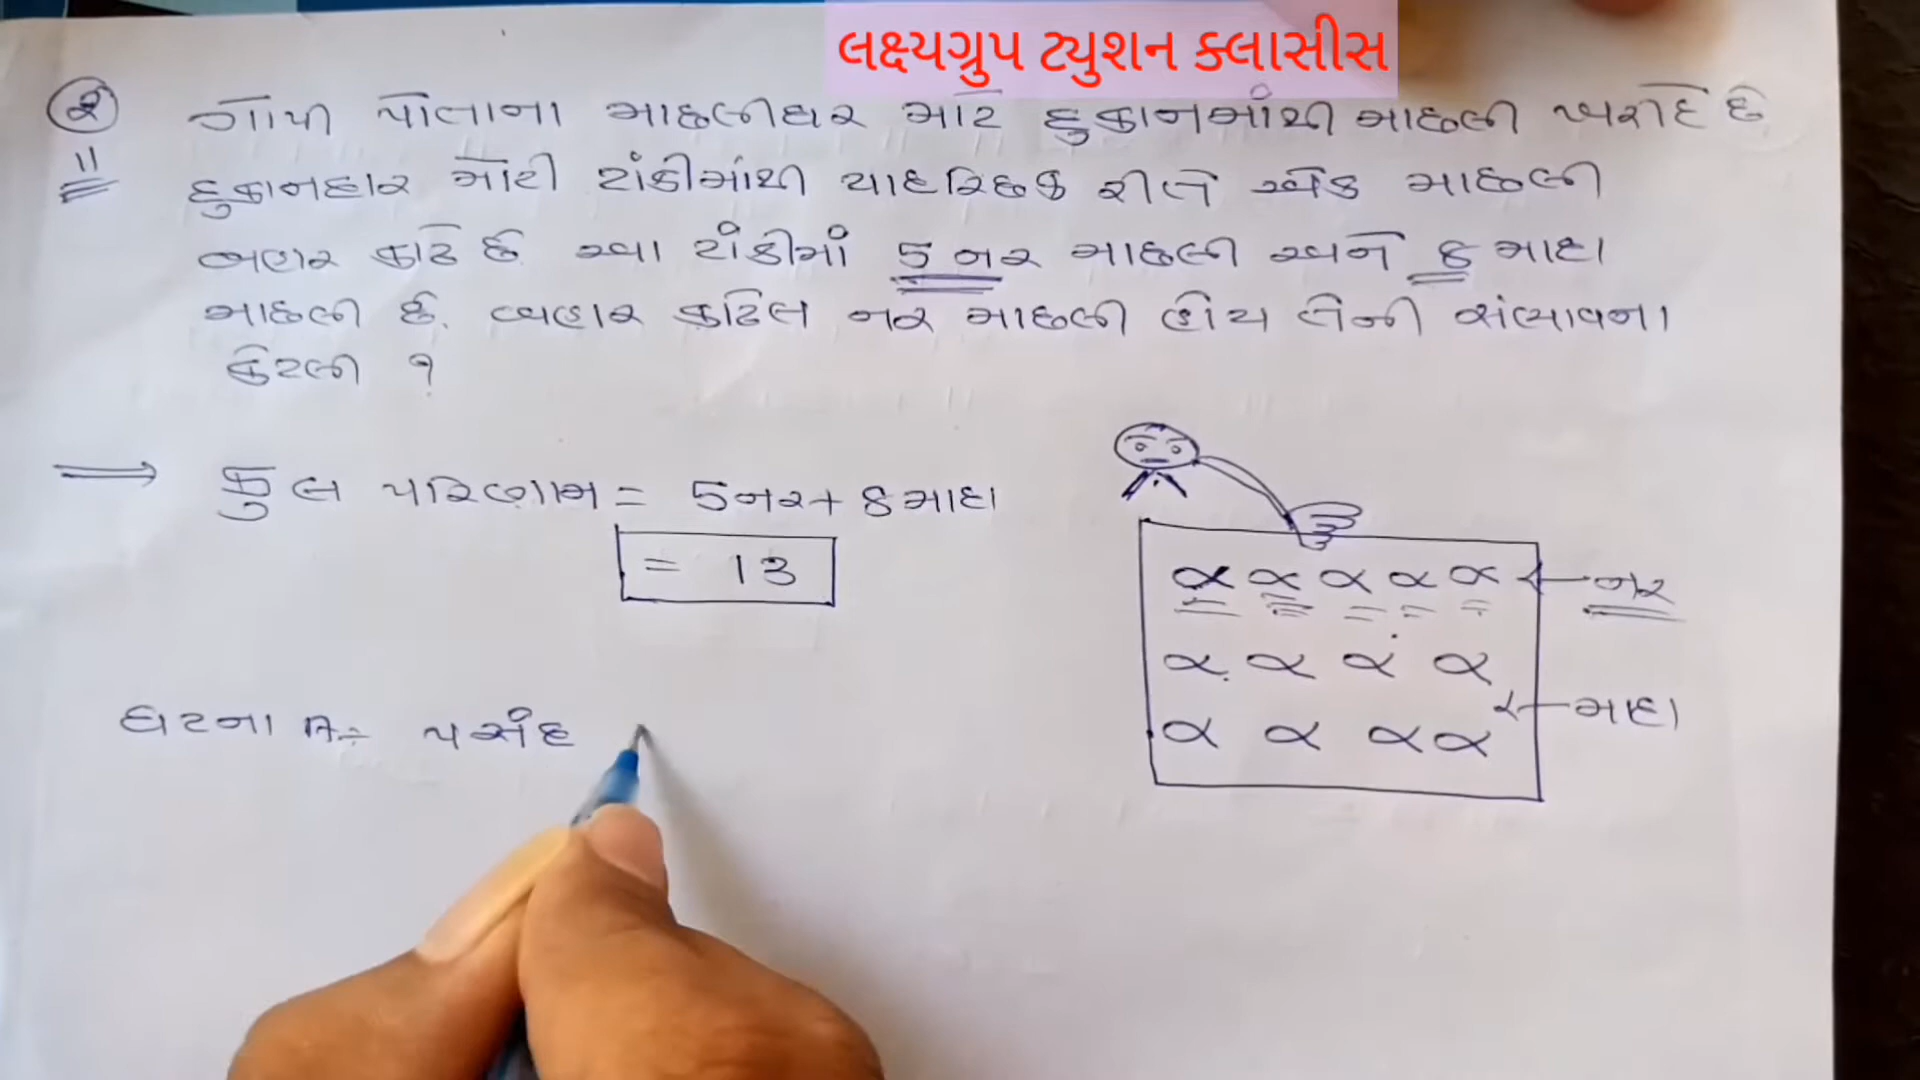 લક્ષ્યગ્રુપ ટ્યુશન ક્લાસીસ
૨ ગોપી પોતાના માછલીઘર માટે દુકાનમાંથી માછલી ખરીદે છે
11 દુકાનદાર મોટી ટાંકીમાંથી યાદચ્છિક રીતે એક માછલી
બહાર કાઢે છે. આ ટાંકીમાં 5 નર માછલી અને 8 માદા
માછલી છે. બહાર કાઢેલ નર માછલી હોય તેની સંભાવના
કેટલી ?
⟹ કુલ પરિણામ = 5નર + 8માદા
= 13
α α α α α ← નર
α α α α
← માદા
α α α α
ઘટના A:- પસંદ